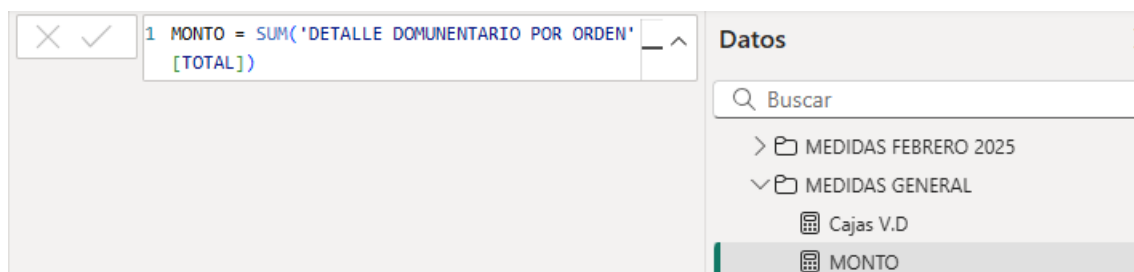 1 MONTO = SUM('DETALLE DOMUNENTARIO POR ORDEN'
[TOTAL])
Datos
Buscar
MEDIDAS FEBRERO 2025
MEDIDAS GENERAL
Cajas V.D
MONTO